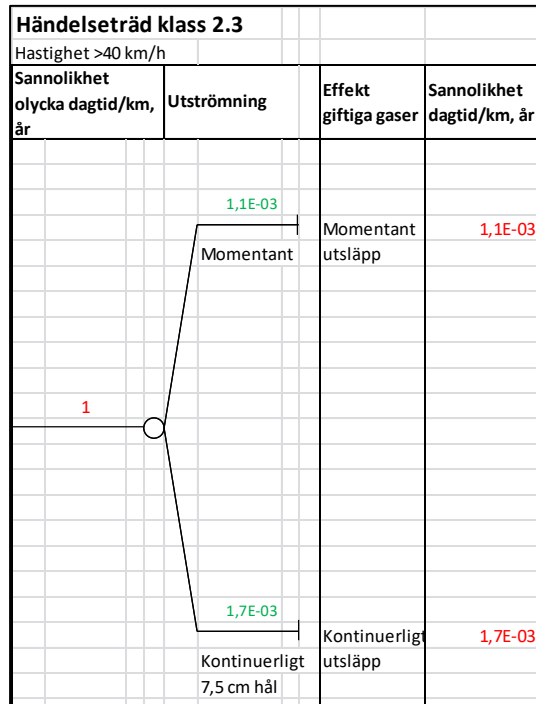 Händelseträd klass 2.3
Hastighet >40 km/h
Sannolikhet
olycka dagtid/km,
år
Utströmning
Effekt
giftiga gaser
Sannolikhet
dagtid/km, år
1,1E-03
Momentant
Momentant
utsläpp
1,1E-03
1
1,7E-03
Kontinuerligt
7,5 cm hål
Kontinuerligt
utsläpp
1,7E-03